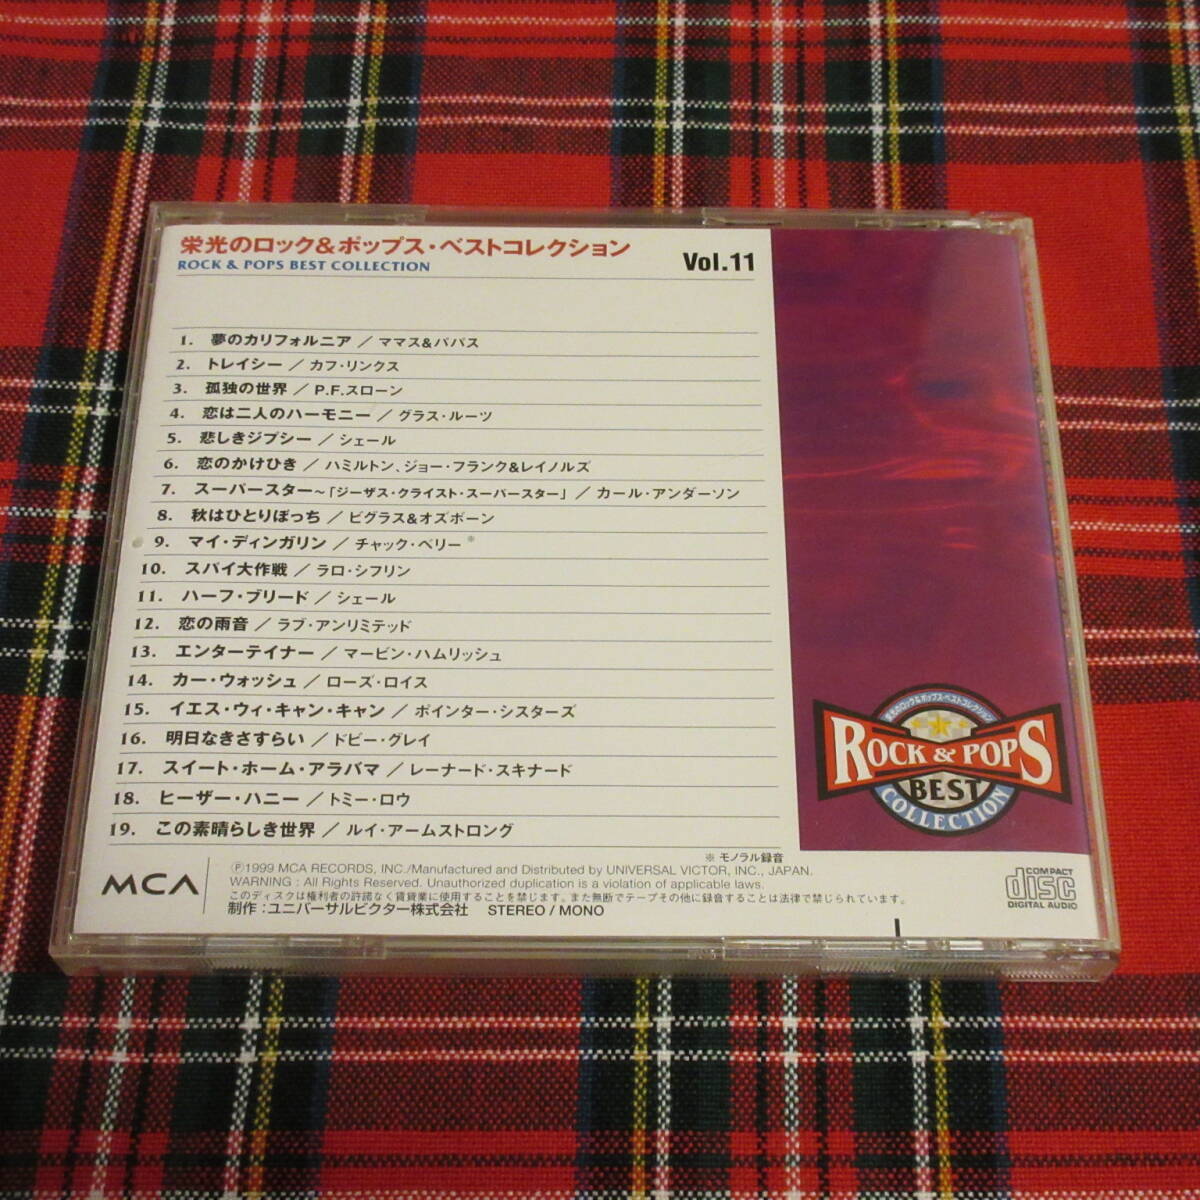 栄光のロック&ポップス・ベストコレクション
ROCK & POPS BEST COLLECTION
Vol.11
1. 夢のカリフォルニア／ママス&パパス
2. トレイシー／カフ・リンクス
3. 孤独の世界／P.F.スローン
4. 恋は二人のハーモニー／グラス・ルーツ
5. 悲しきジプシー／シェール
6. 恋のかけひき／ハミルトン、ジョー・フランク&レイノルズ
7. スーパースター～「ジーザス・クライスト・スーパースター」／カール・アンダーソン
8. 秋はひとりぼっち／ビグラス&オズボーン
9. マイ・ディンガリン／チャック・ベリー※
10. スパイ大作戦／ラロ・シフリン
11. ハーフ・ブリード／シェール
12. 恋の雨音／ラブ・アンリミテッド
13. エンターテイナー／マービン・ハムリッシュ
14. カー・ウォッシュ／ローズ・ロイス
15. イエス・ウィ・キャン・キャン／ポインター・シスターズ
16. 明日なきさすらい／ドビー・グレイ
17. スイート・ホーム・アラバマ／レーナード・スキナード
18. ヒーザー・ハニー／トミー・ロウ
19. この素晴らしき世界／ルイ・アームストロング
※ モノラル録音
MCA
Ⓟ1999 MCA RECORDS, INC./Manufactured and Distributed by UNIVERSAL VICTOR, INC., JAPAN.
WARNING : All Rights Reserved. Unauthorized duplication is a violation of applicable laws.
このディスクは権利者の許諾なく賃貸業に使用することを禁じます。また無断でテープその他に録音することは法律で禁じられています。
制作：ユニバーサルビクター株式会社 STEREO / MONO
栄光のロック&ポップス・ベストコレクション
ROCK & POPS
BEST
COLLECTION
COMPACT
disc
DIGITAL AUDIO